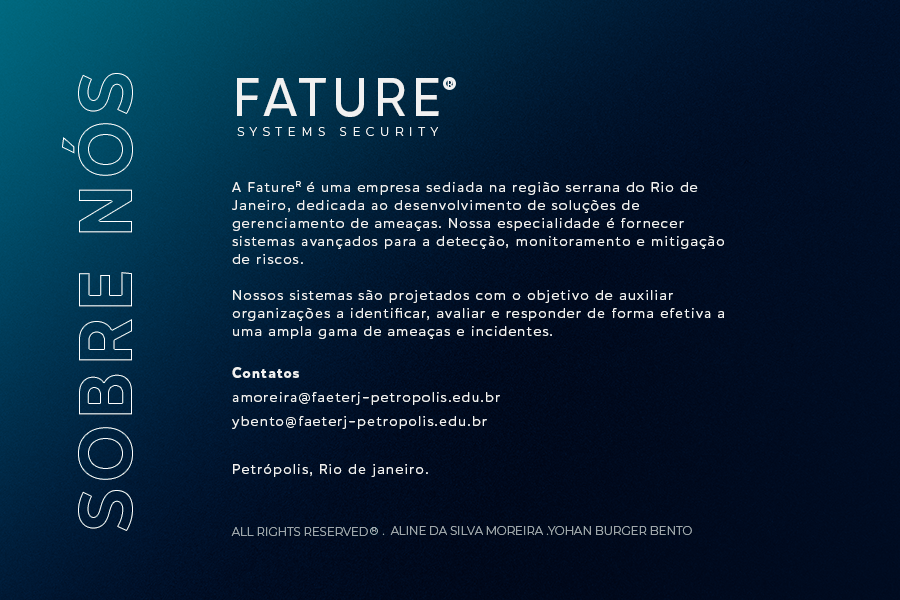 SOBRE NÓS
FATURE®
SYSTEMS SECURITY
A Fatureᴿ é uma empresa sediada na região serrana do Rio de
Janeiro, dedicada ao desenvolvimento de soluções de
gerenciamento de ameaças. Nossa especialidade é fornecer
sistemas avançados para a detecção, monitoramento e mitigação
de riscos.
Nossos sistemas são projetados com o objetivo de auxiliar
organizações a identificar, avaliar e responder de forma efetiva a
uma ampla gama de ameaças e incidentes.
Contatos
amoreira@faeterj-petropolis.edu.br
ybento@faeterj-petropolis.edu.br
Petrópolis, Rio de janeiro.
ALL RIGHTS RESERVED® . ALINE DA SILVA MOREIRA .YOHAN BURGER BENTO